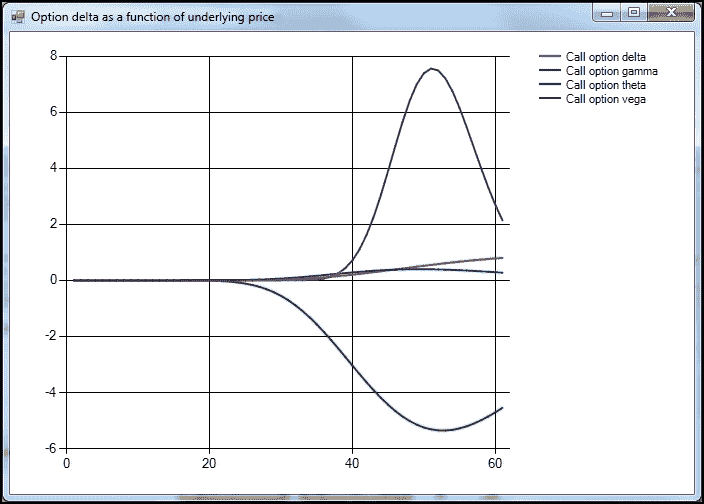 Option delta as a function of underlying price
8
6
4
2
0
-2
-4
-6
0 20 40 60
Call option delta
Call option gamma
Call option theta
Call option vega